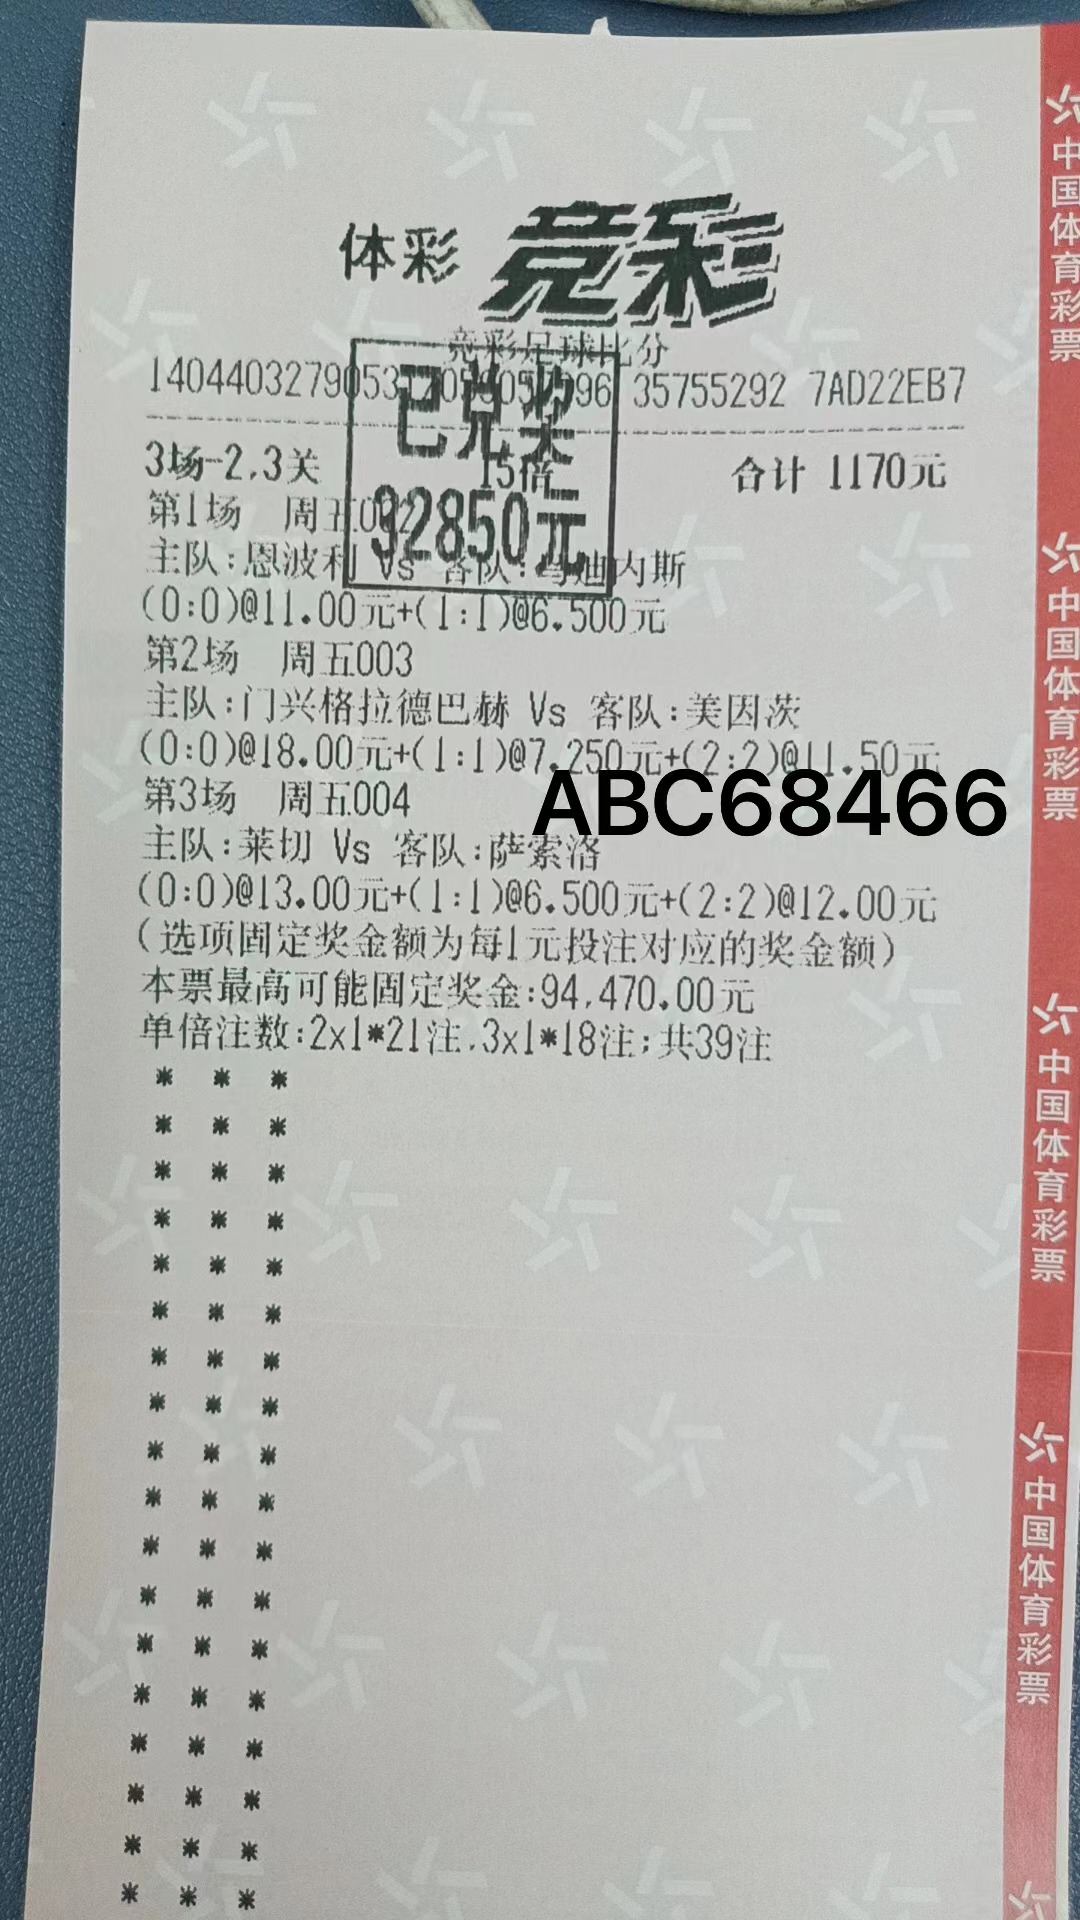 体彩 竞彩
竞彩足球比分
35755292 7AD22EB7
已兑奖
3场-2,3关 15倍 合计 1170元
第1场 周五002
92850元
主队:恩波利 Vs 客队:乌迪内斯
(0:0)@11.00元+(1:1)@6.500元
第2场 周五003
主队:门兴格拉德巴赫 Vs 客队:美因茨
(0:0)@18.00元+(1:1)@7.250元+(2:2)@11.50元
ABC68466
第3场 周五004
主队:莱切 Vs 客队:萨索洛
(0:0)@13.00元+(1:1)@6.500元+(2:2)@12.00元
(选项固定奖金额为每1元投注对应的奖金额)
本票最高可能固定奖金:94,470.00元
单倍注数:2x1*21注,3x1*18注;共39注
中国体育彩票
中国体育彩票
中国体育彩票
中国体育彩票